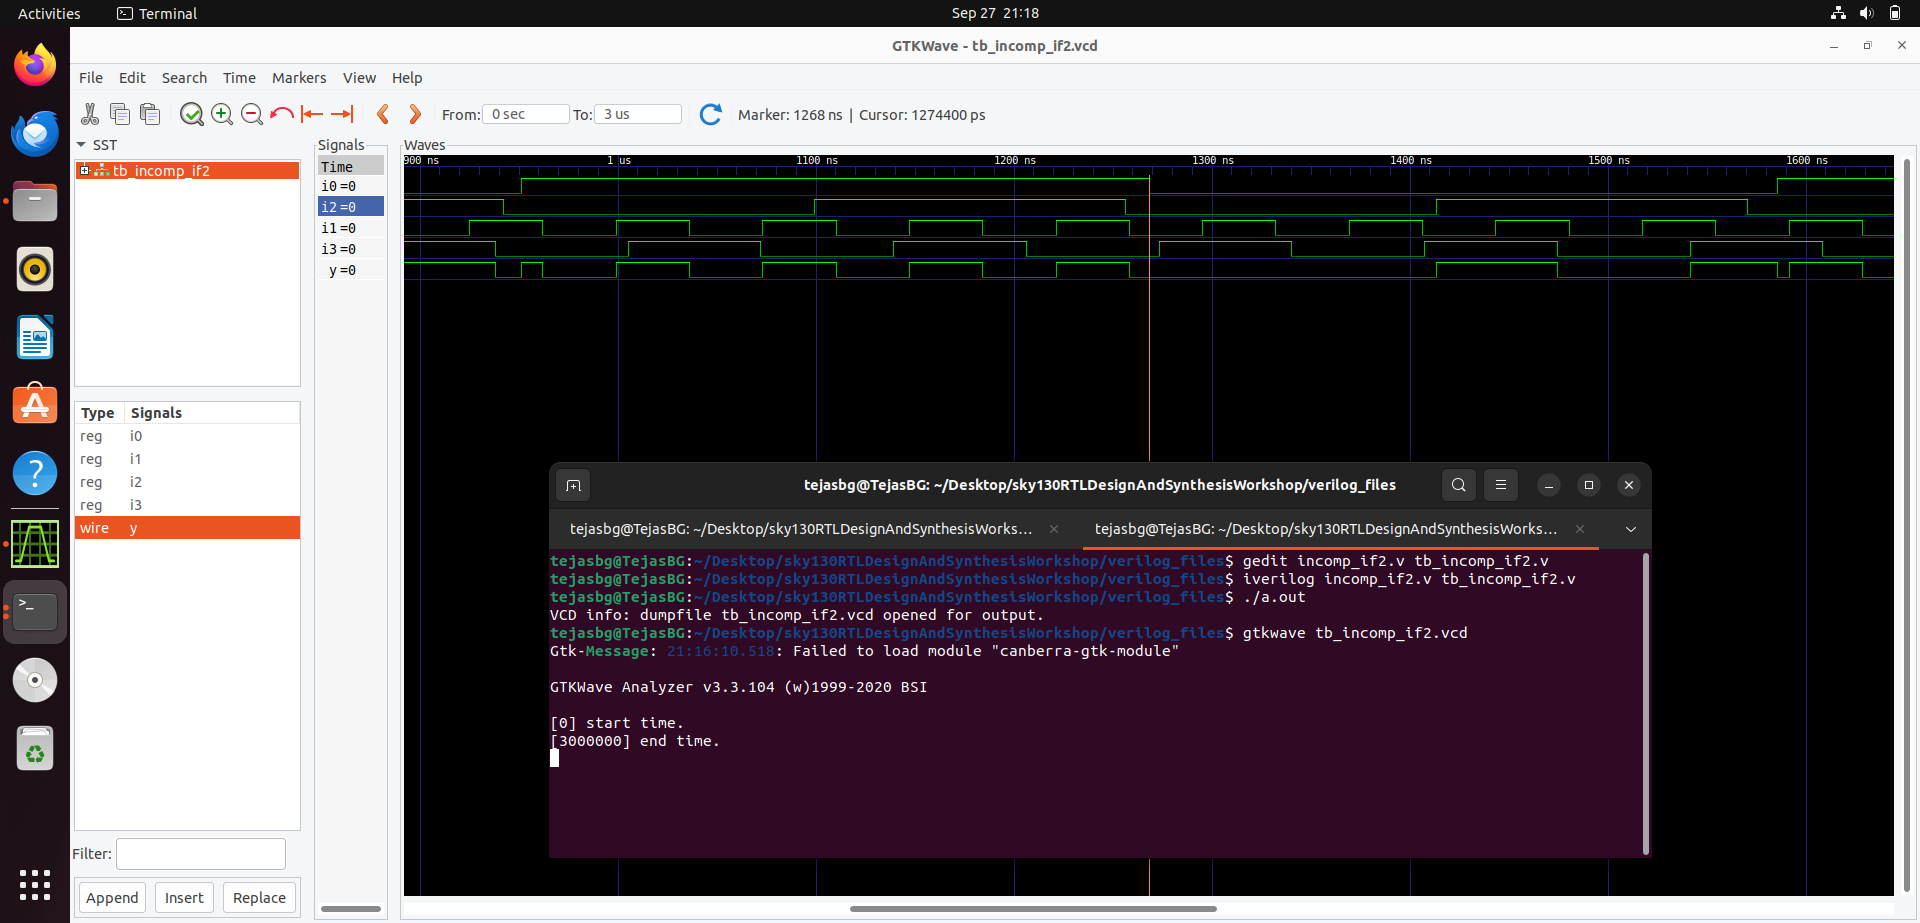 Activities
Terminal
Sep 27 21:18
GTKWave - tb_incomp_if2.vcd
File Edit Search Time Markers View Help
From: 0 sec To: 3 us Marker: 1268 ns | Cursor: 1274400 ps
SST
tb_incomp_if2
Signals
Time
i0 =0
i2 =0
i1 =0
i3 =0
y =0
Waves
900 ns 1 us 1100 ns 1200 ns 1300 ns 1400 ns 1500 ns 1600 ns
Type Signals
reg i0
reg i1
reg i2
reg i3
wire y
Filter:
Append Insert Replace
tejasbg@TejasBG: ~/Desktop/sky130RTLDesignAndSynthesisWorkshop/verilog_files
tejasbg@TejasBG: ~/Desktop/sky130RTLDesignAndSynthesisWorks...
tejasbg@TejasBG: ~/Desktop/sky130RTLDesignAndSynthesisWorks...
tejasbg@TejasBG:~/Desktop/sky130RTLDesignAndSynthesisWorkshop/verilog_files$ gedit incomp_if2.v tb_incomp_if2.v
tejasbg@TejasBG:~/Desktop/sky130RTLDesignAndSynthesisWorkshop/verilog_files$ iverilog incomp_if2.v tb_incomp_if2.v
tejasbg@TejasBG:~/Desktop/sky130RTLDesignAndSynthesisWorkshop/verilog_files$ ./a.out
VCD info: dumpfile tb_incomp_if2.vcd opened for output.
tejasbg@TejasBG:~/Desktop/sky130RTLDesignAndSynthesisWorkshop/verilog_files$ gtkwave tb_incomp_if2.vcd
Gtk-Message: 21:16:10.518: Failed to load module "canberra-gtk-module"
GTKWave Analyzer v3.3.104 (w)1999-2020 BSI
[0] start time.
[3000000] end time.